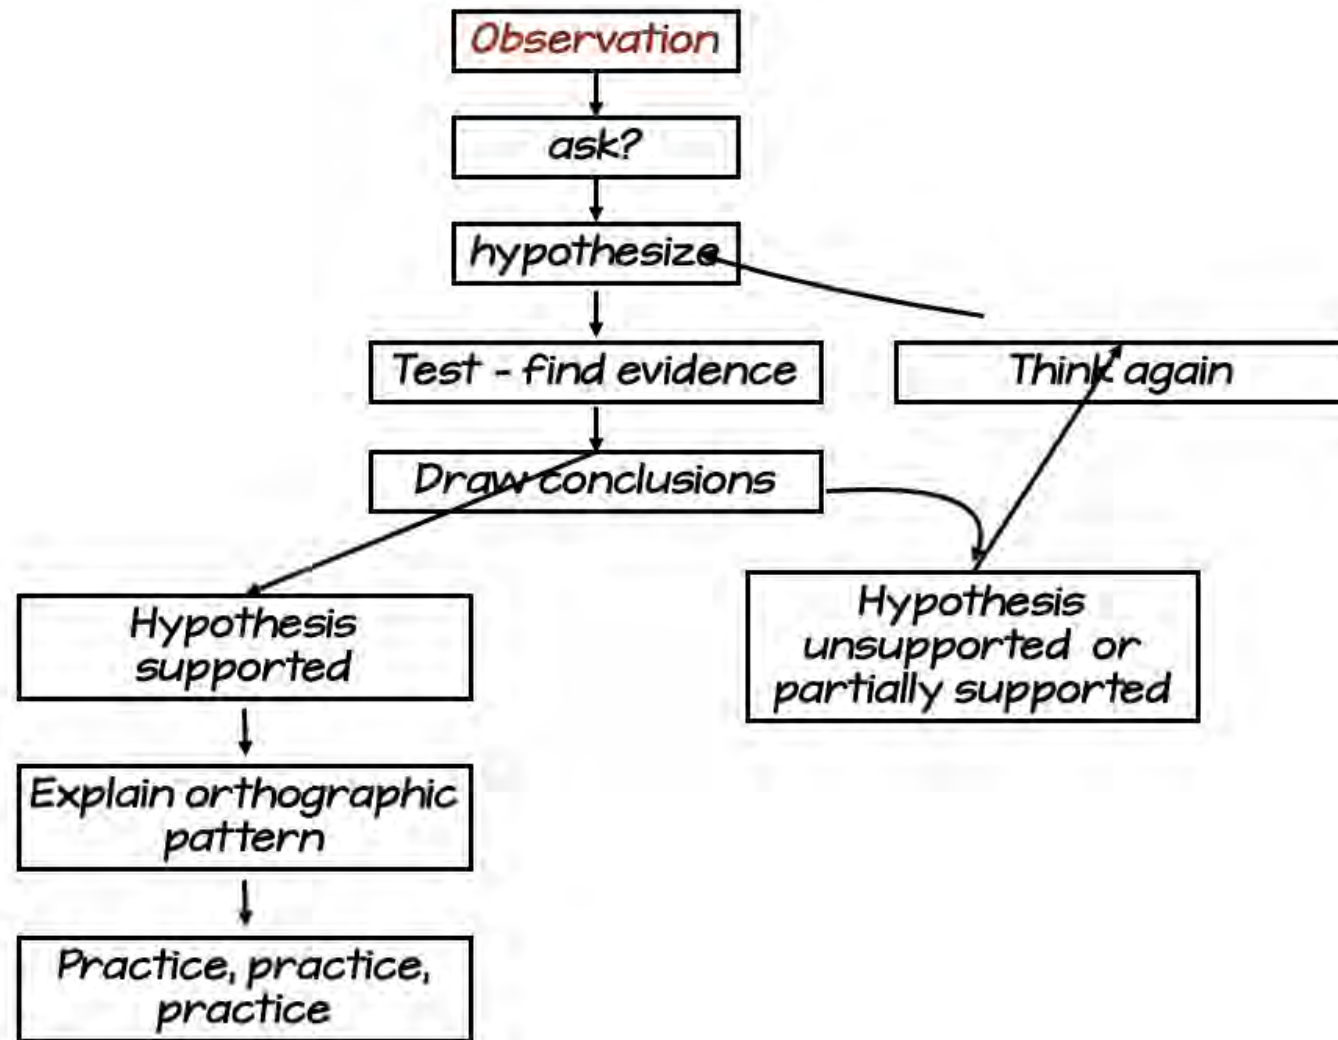 Observation
ask?
hypothesize
Test - find evidence
Think again
Draw conclusions
Hypothesis
supported
Hypothesis
unsupported or
partially supported
Explain orthographic
pattern
Practice, practice,
practice